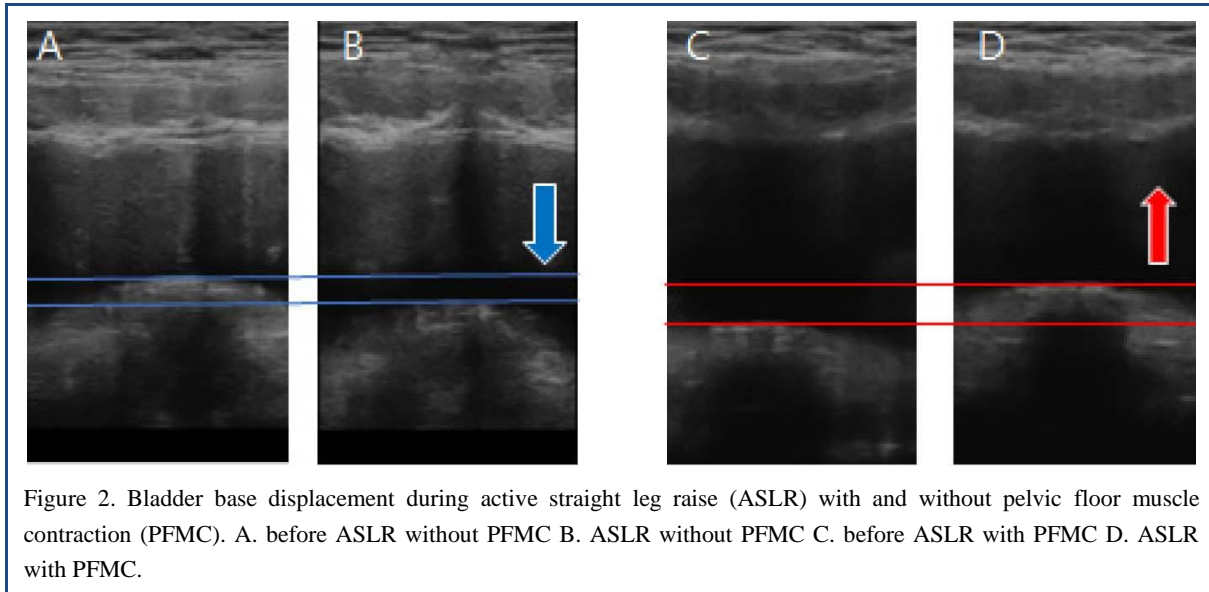 A B C D
Figure 2. Bladder base displacement during active straight leg raise (ASLR) with and without pelvic floor muscle
contraction (PFMC). A. before ASLR without PFMC B. ASLR without PFMC C. before ASLR with PFMC D. ASLR
with PFMC.